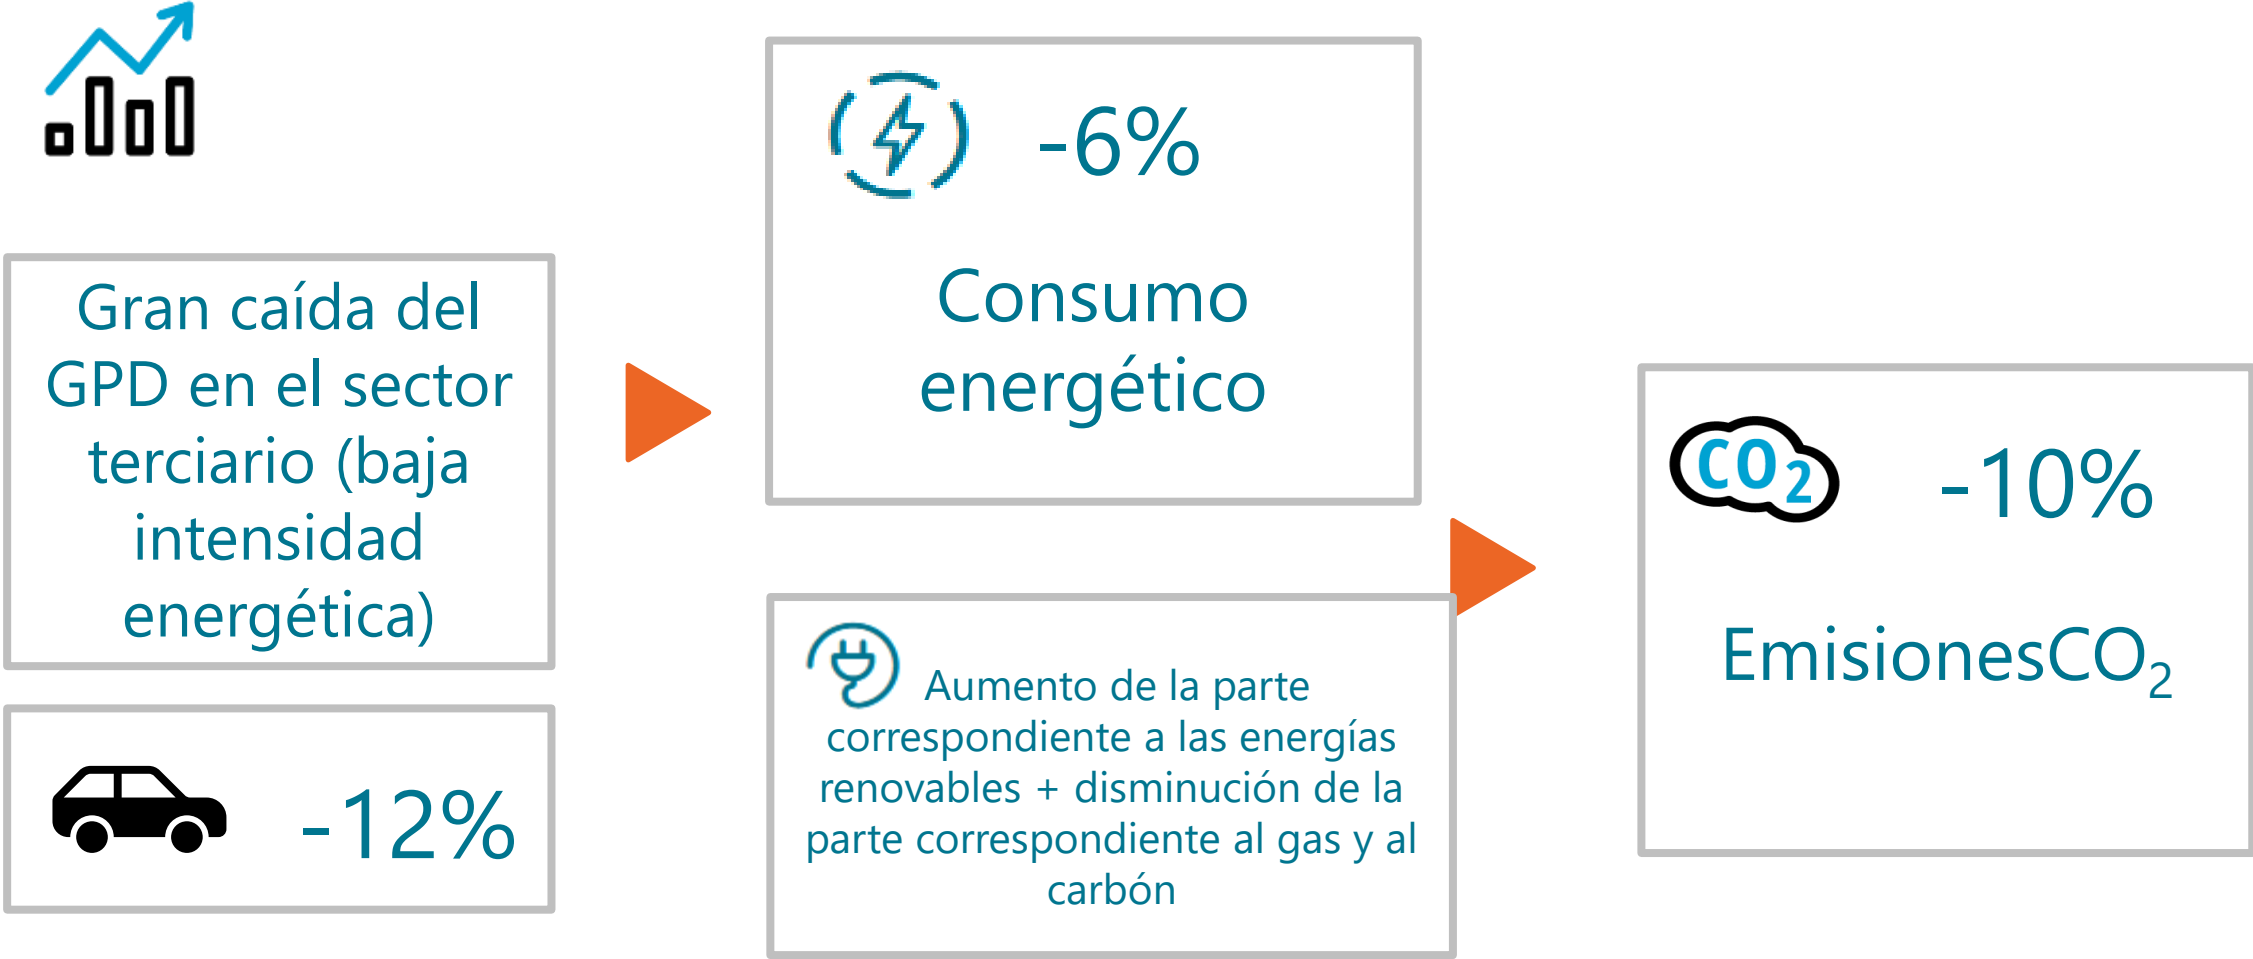 Gran caída del
GPD en el sector
terciario (baja
intensidad
energética)
-12%
-6%
Consumo
energético
Aumento de la parte
correspondiente a las energías
renovables + disminución de la
parte correspondiente al gas y al
carbón
CO₂
-10%
EmisionesCO₂